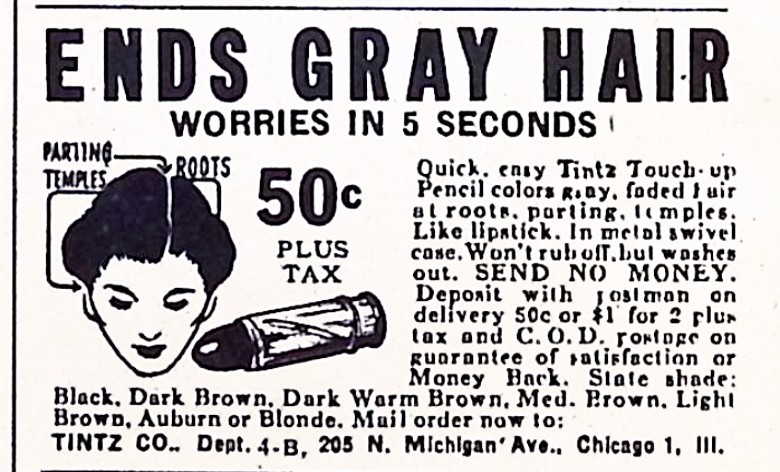 ENDS GRAY HAIR
WORRIES IN 5 SECONDS
PARTING
ROOTS
TEMPLES
50c
PLUS
TAX
Quick, easy Tintz Touch-up
Pencil colors gray, faded hair
at roots, parting, temples.
Like lipstick. In metal swivel
case. Won't rub off, but washes
out. SEND NO MONEY.
Deposit with postman on
delivery 50c or $1 for 2 plus
tax and C.O.D. postage on
guarantee of satisfaction or
Money Back. State shade:
Black, Dark Brown, Dark Warm Brown, Med. Brown, Light
Brown, Auburn or Blonde. Mail order now to:
TINTZ CO., Dept. 4-B, 205 N. Michigan Ave., Chicago 1, Ill.